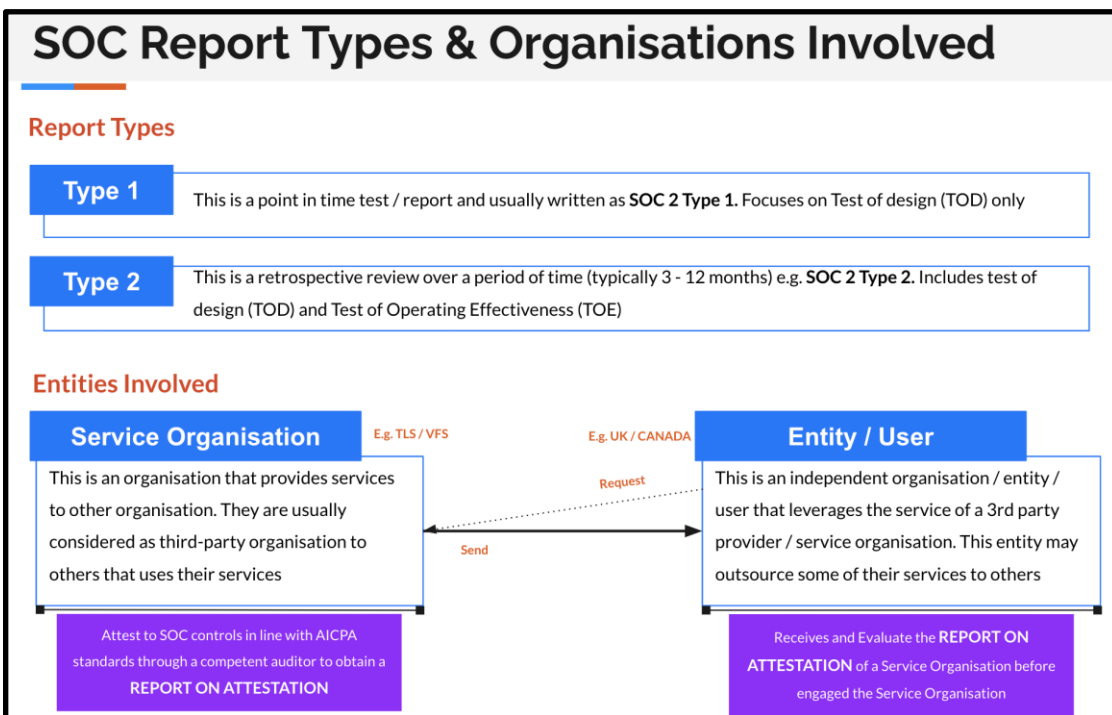 SOC Report Types & Organisations Involved
Report Types
Type 1
This is a point in time test / report and usually written as SOC 2 Type 1. Focuses on Test of design (TOD) only
Type 2
This is a retrospective review over a period of time (typically 3 - 12 months) e.g. SOC 2 Type 2. Includes test of
design (TOD) and Test of Operating Effectiveness (TOE)
Entities Involved
Service Organisation
E.g. TLS / VFS
This is an organisation that provides services
to other organisation. They are usually
considered as third-party organisation to
others that uses their services
Attest to SOC controls in line with AICPA
standards through a competent auditor to obtain a
REPORT ON ATTESTATION
Request
Send
E.g. UK / CANADA
Entity / User
This is an independent organisation / entity /
user that leverages the service of a 3rd party
provider / service organisation. This entity may
outsource some of their services to others
Receives and Evaluate the REPORT ON
ATTESTATION of a Service Organisation before
engaged the Service Organisation